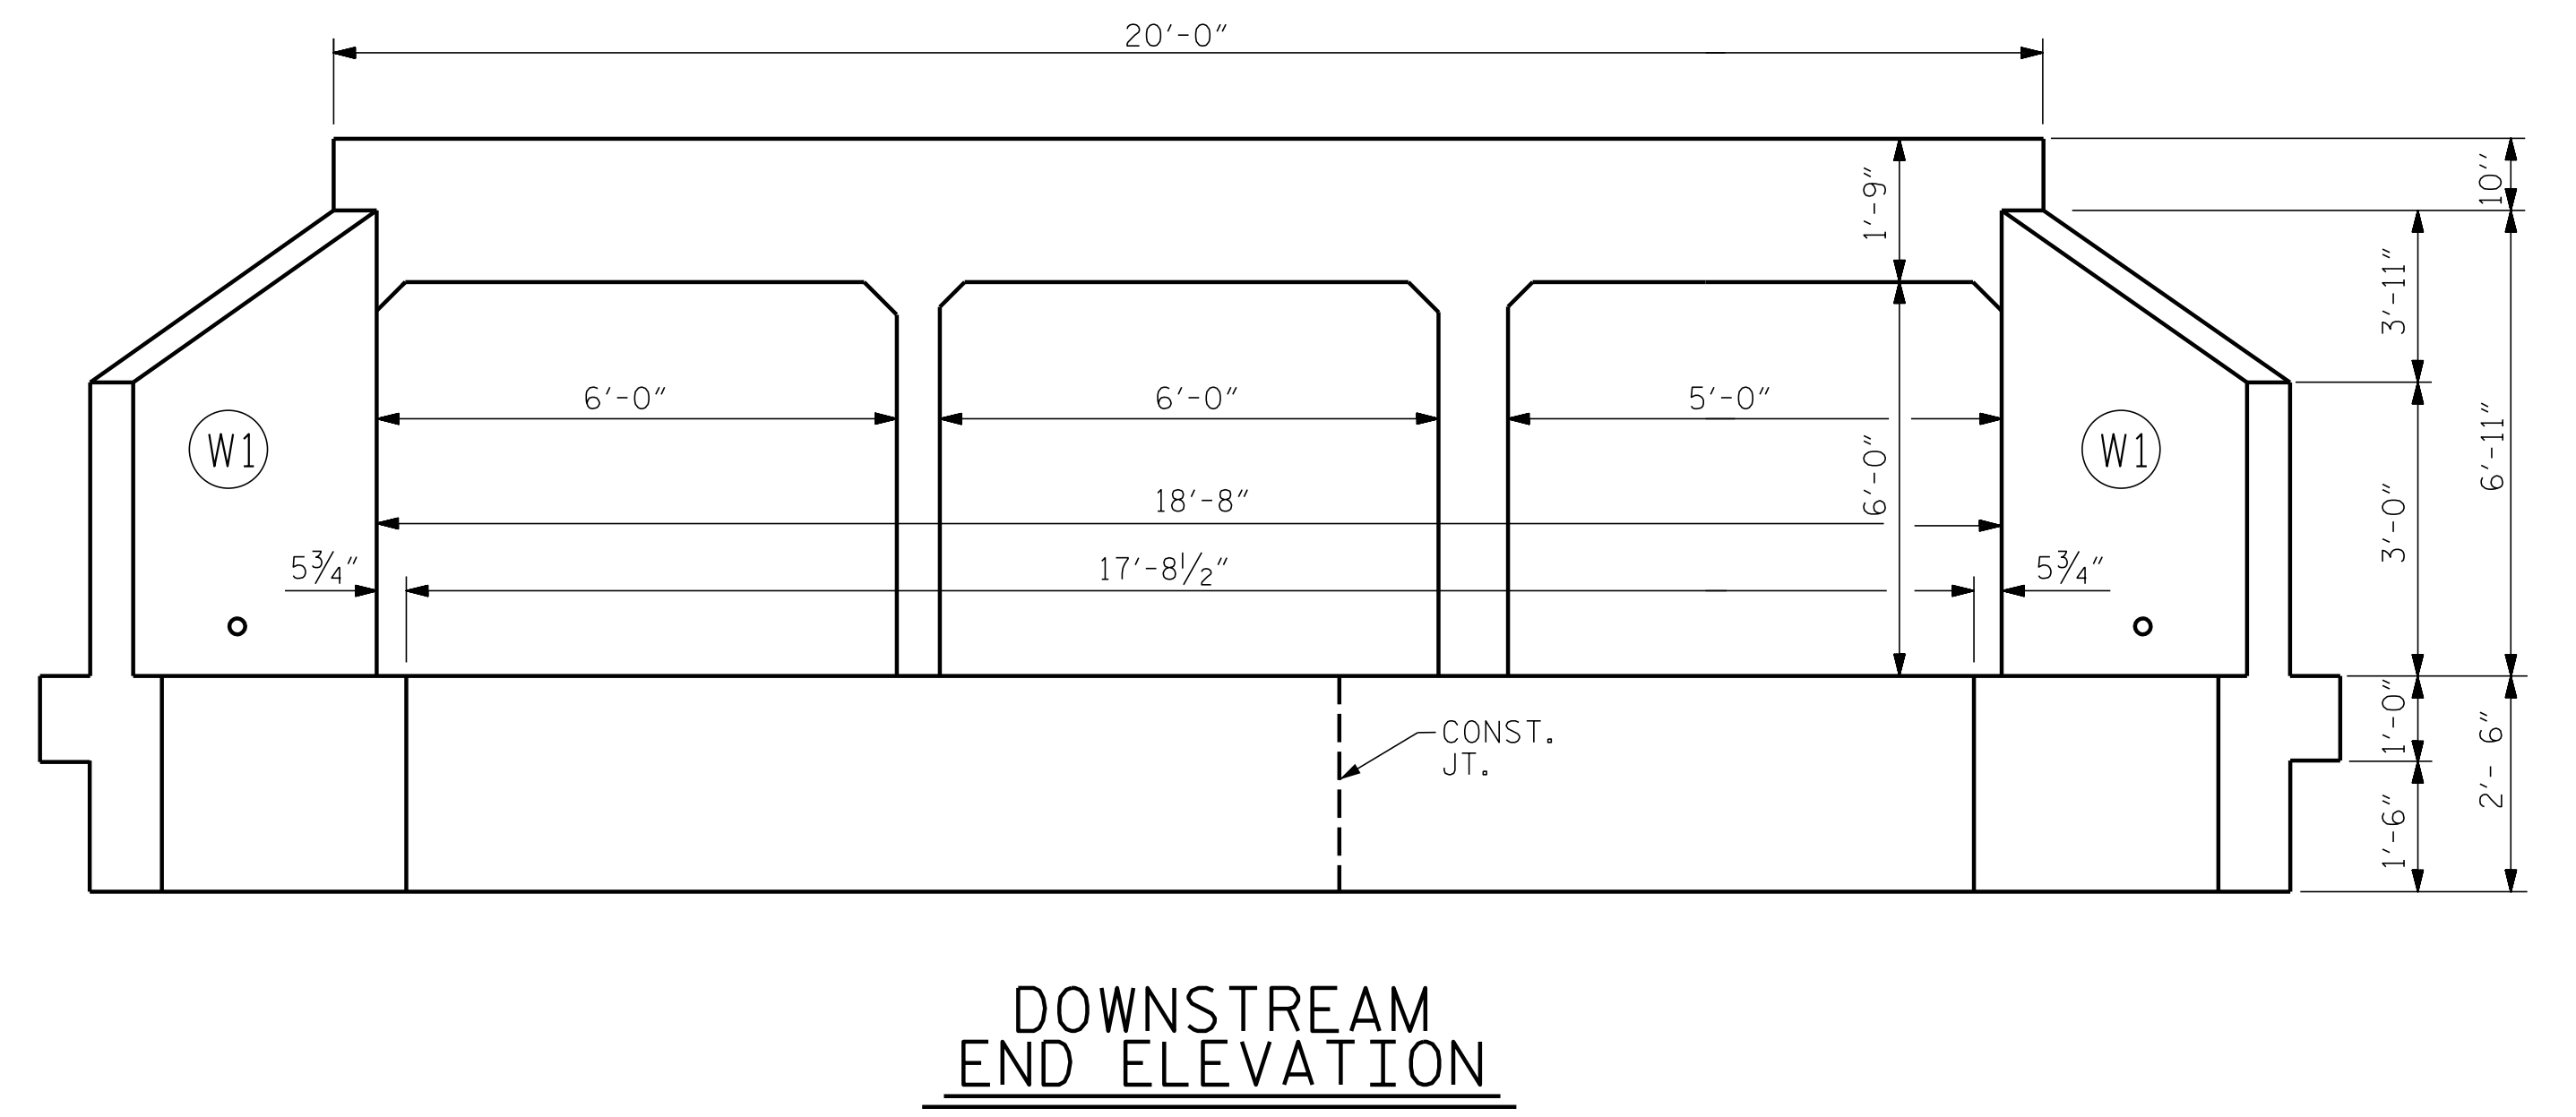 20'-0"
10''
1'-9"
3'-11"
6'-0"
6'-0"
5'-0"
W1
W1
6'-0"
6'-11"
3'-0"
18'-8"
5¾"
17'-8½"
5¾"
CONST.
JT.
1'-0"
2'- 6"
1'-6"
DOWNSTREAM
END ELEVATION